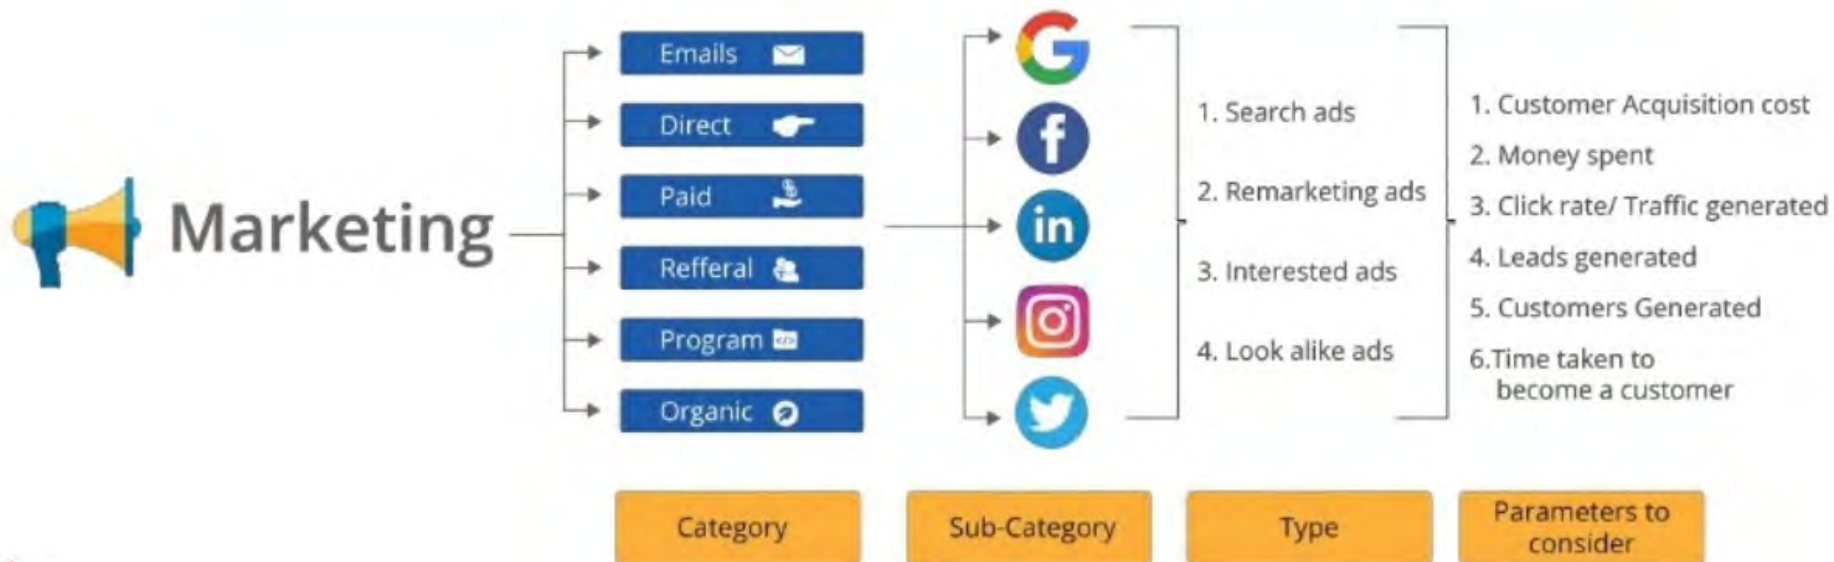 Marketing
Emails
Direct
Paid
Refferal
Program
Organic
f
in
1. Search ads
2. Remarketing ads
3. Interested ads
4. Look alike ads
1. Customer Acquisition cost
2. Money spent
3. Click rate/ Traffic generated
4. Leads generated
5. Customers Generated
6.Time taken to
become a customer
Category
Sub-Category
Type
Parameters to
consider